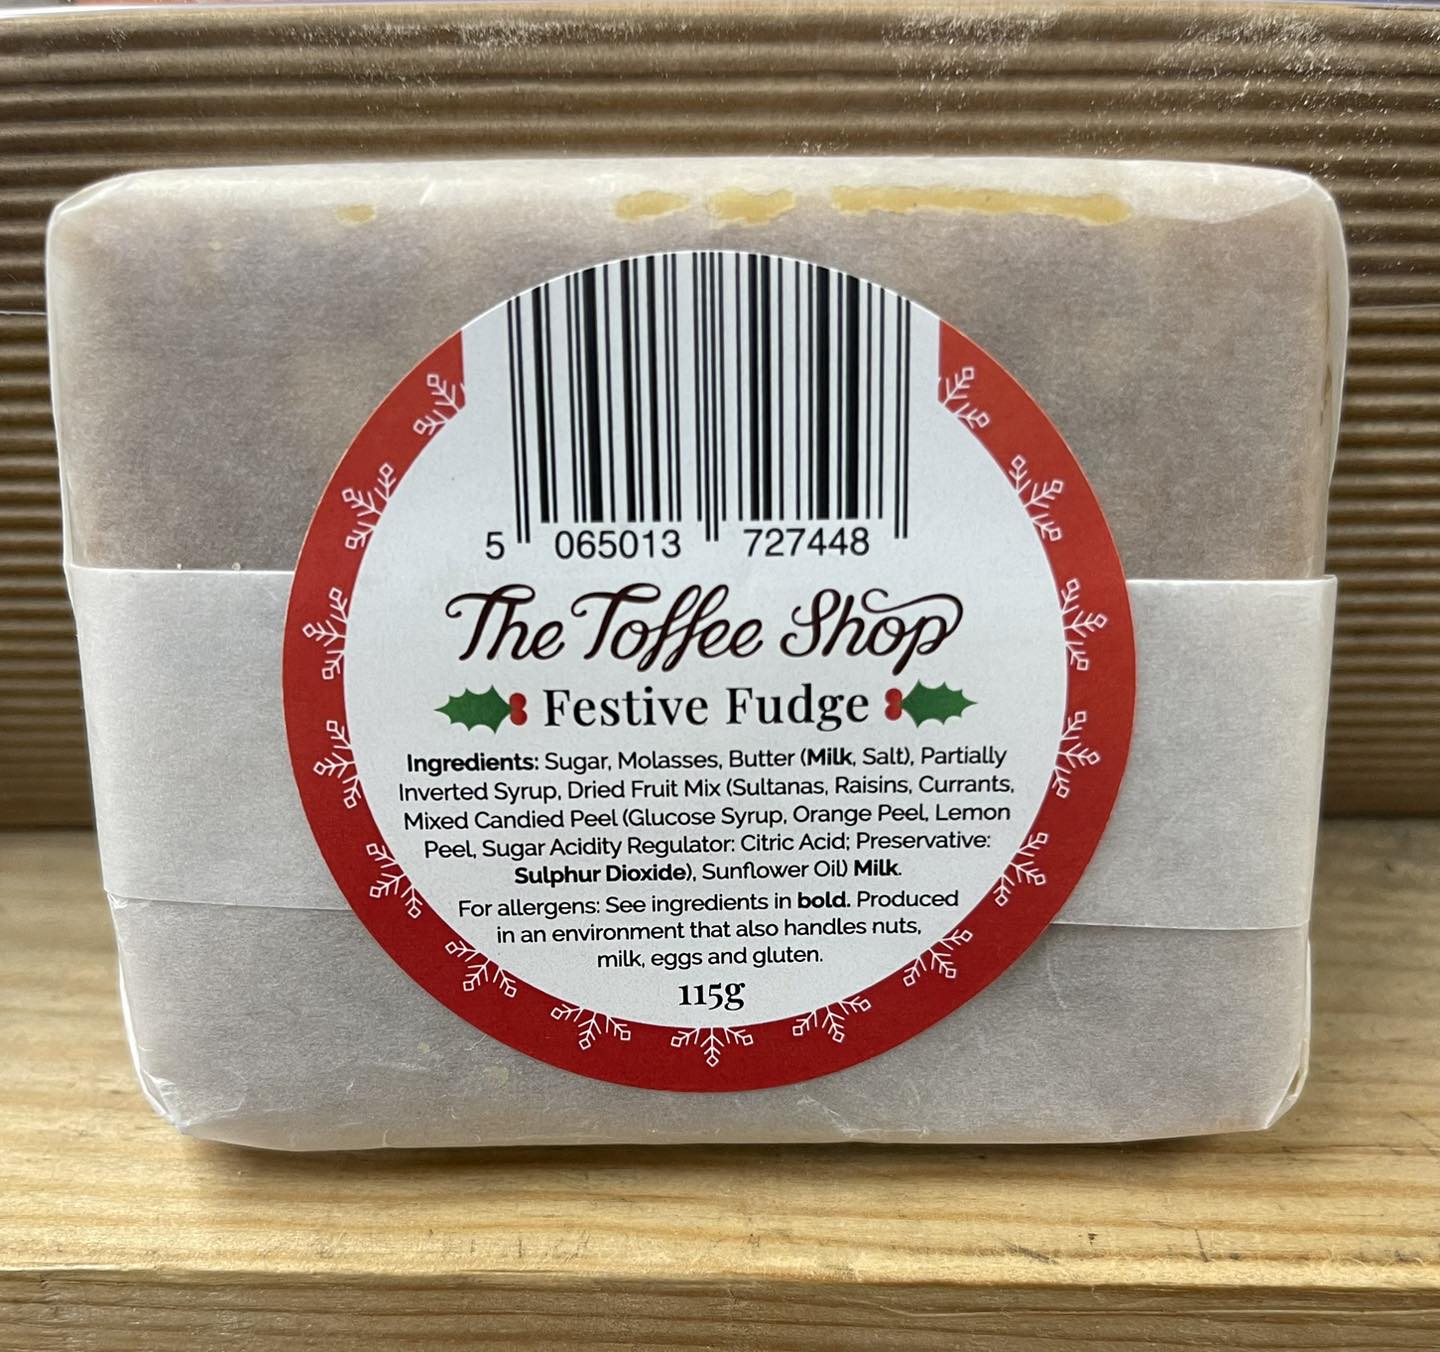 5 065013 727448
The Toffee Shop
Festive Fudge
Ingredients: Sugar, Molasses, Butter (Milk, Salt), Partially
Inverted Syrup, Dried Fruit Mix (Sultanas, Raisins, Currants,
Mixed Candied Peel (Glucose Syrup, Orange Peel, Lemon
Peel, Sugar Acidity Regulator: Citric Acid; Preservative:
Sulphur Dioxide), Sunflower Oil) Milk.
For allergens: See ingredients in bold. Produced
in an environment that also handles nuts,
milk, eggs and gluten.
115g